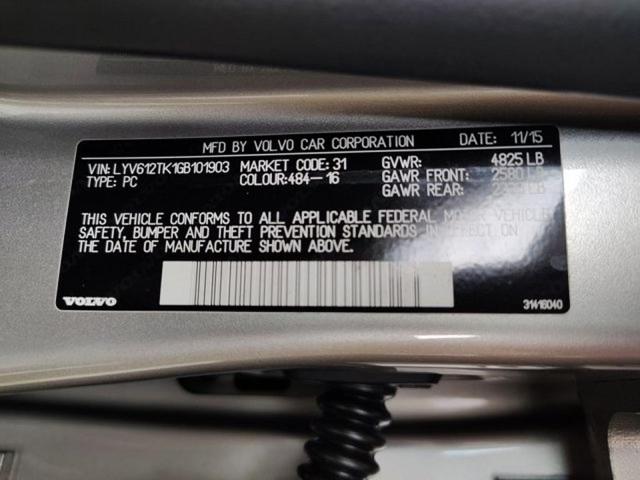 MFD BY VOLVO CAR CORPORATION DATE: 11/15
VIN: LYV612TK1GB101903 MARKET CODE: 31 GVWR: 4825 LB
TYPE: PC COLOUR:484-16 GAWR FRONT: 2580 LB
GAWR REAR: LB
THIS VEHICLE CONFORMS TO ALL APPLICABLE FEDERAL MOTOR VEHICLE
SAFETY, BUMPER AND THEFT PREVENTION STANDARDS IN EFFECT ON
THE DATE OF MANUFACTURE SHOWN ABOVE.
VOLVO 31416040